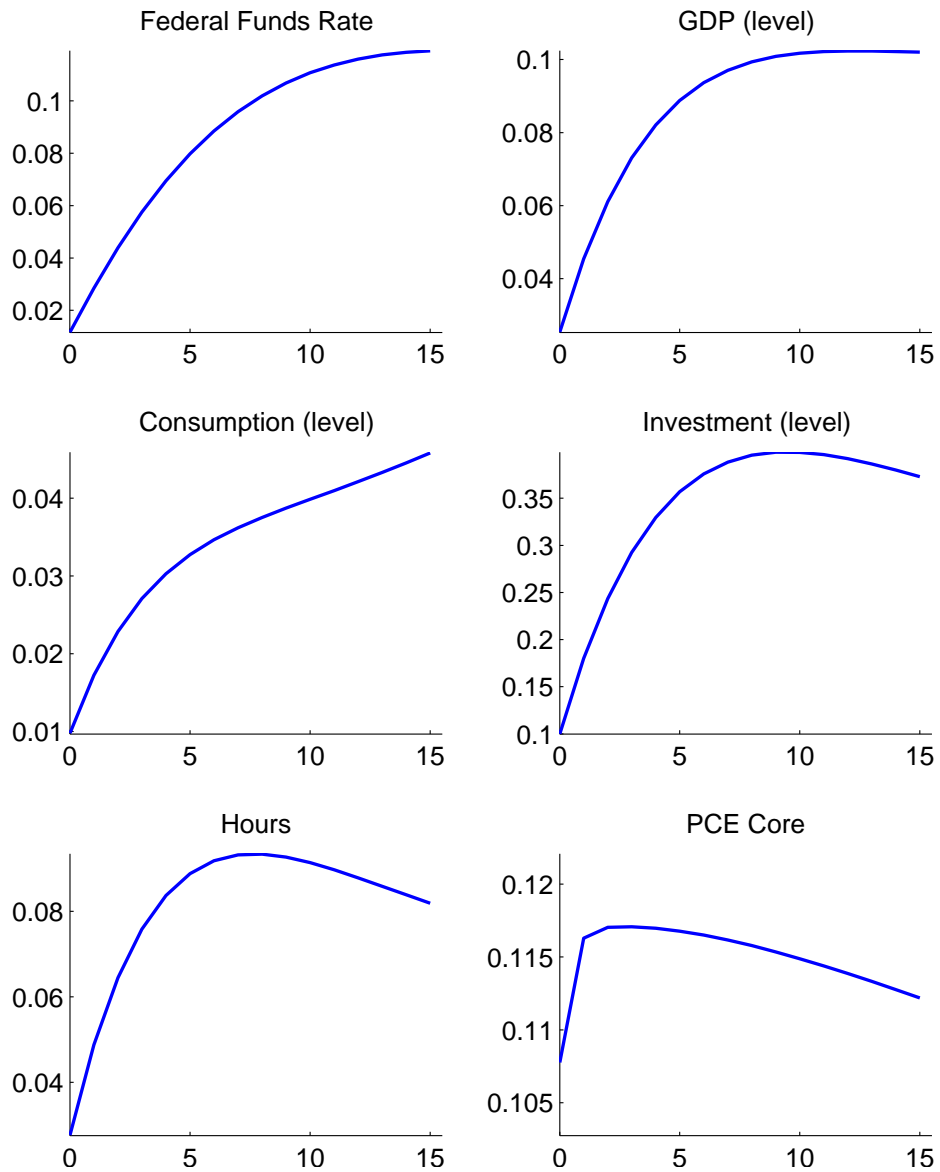 Federal Funds Rate
0.1
0.08
0.06
0.04
0.02
0 5 10 15
GDP (level)
0.1
0.08
0.06
0.04
0 5 10 15
Consumption (level)
0.04
0.03
0.02
0.01
0 5 10 15
Investment (level)
0.35
0.3
0.25
0.2
0.15
0.1
0 5 10 15
Hours
0.08
0.06
0.04
0 5 10 15
PCE Core
0.12
0.115
0.11
0.105
0 5 10 15